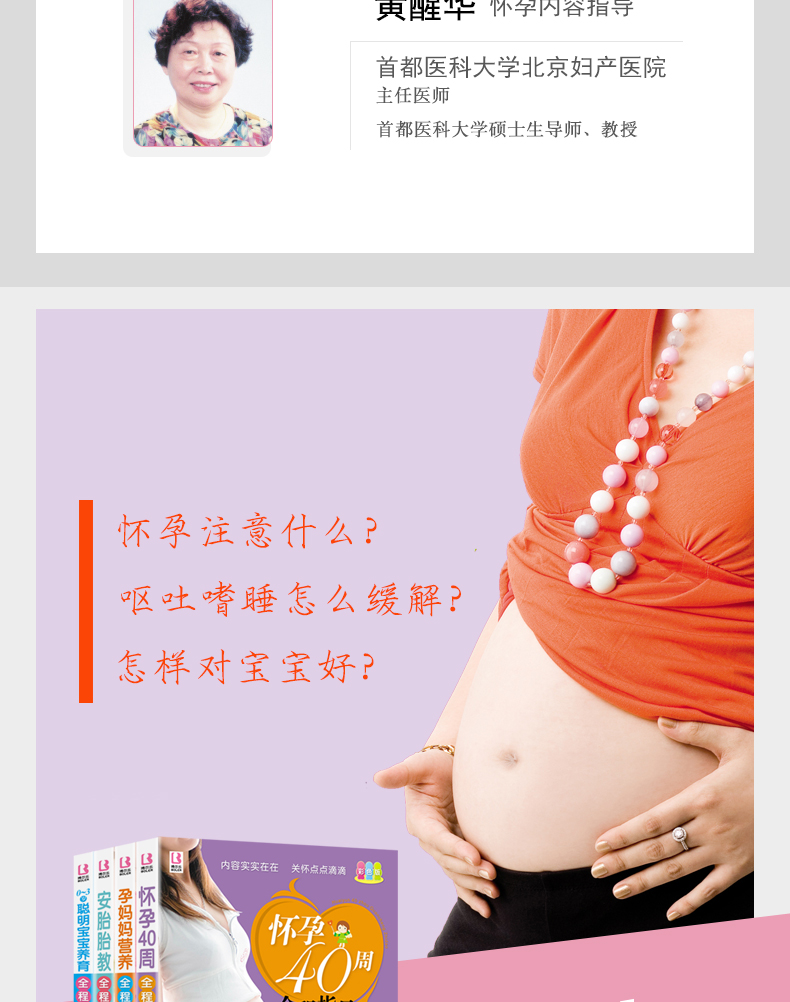 黄醒华 怀孕内容指导
首都医科大学北京妇产医院
主任医师
首都医科大学硕士生导师、教授
怀孕注意什么?
呕吐嗜睡怎么缓解?
怎样对宝宝好?
内容实实在在 关怀点点滴滴
怀孕
40周
0~3岁聪明宝宝养育全程
安胎胎教全程
孕妈妈营养全程
怀孕40周全程